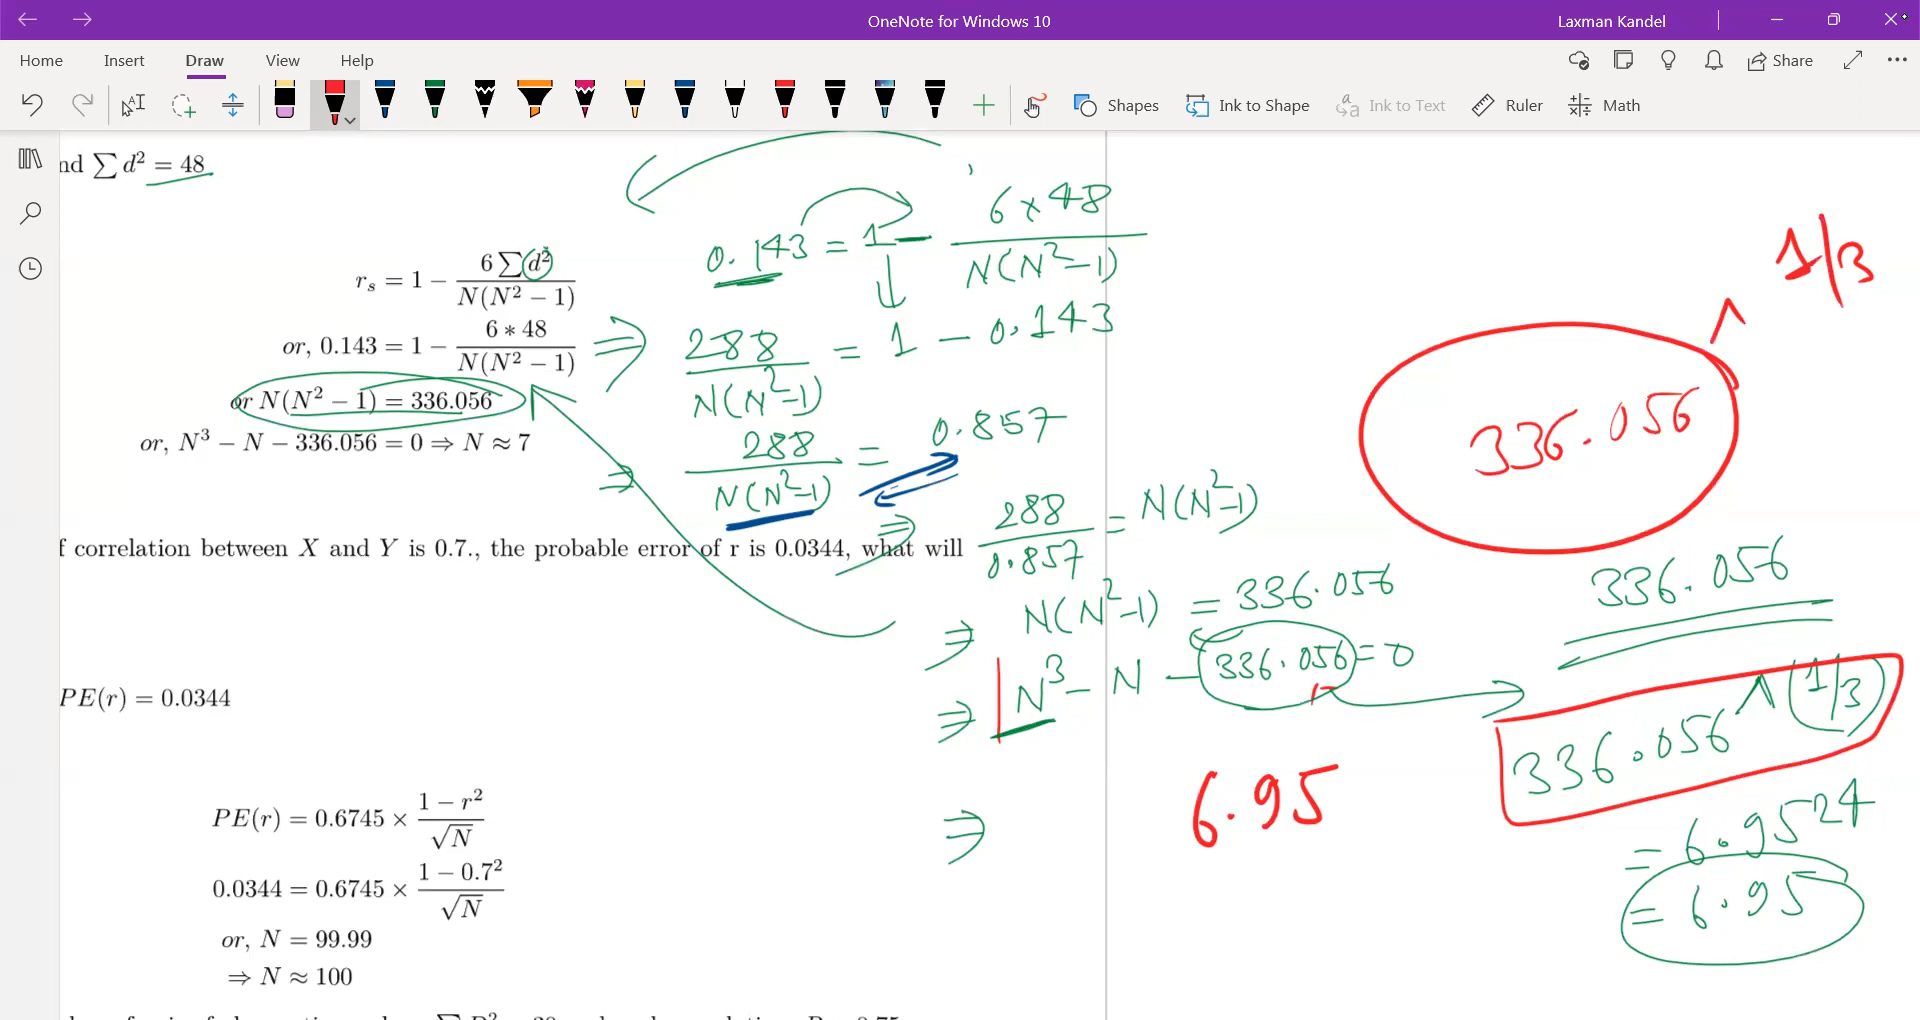 OneNote for Windows 10
Laxman Kandel
Home Insert Draw View Help
Share
Shapes Ink to Shape Ink to Text Ruler Math
nd ∑ d² = 48
r_s = 1 − 6 ∑ d² / N(N² − 1)
or, 0.143 = 1 − 6 ∗ 48 / N(N² − 1)
or N(N² − 1) = 336.056
or, N³ − N − 336.056 = 0 ⇒ N ≈ 7
f correlation between X and Y is 0.7., the probable error of r is 0.0344, what will
PE(r) = 0.0344
PE(r) = 0.6745 × (1 − r²) / √N
0.0344 = 0.6745 × (1 − 0.7²) / √N
or, N = 99.99
⇒ N ≈ 100
0.143 = 1 − 6 × 48 / N(N²−1)
⇒ 288 / N(N²−1) = 1 − 0.143
⇒ 288 / N(N²−1) = 0.857
⇒ 288 / 0.857 = N(N²−1)
⇒ N(N²−1) = 336.056
⇒ N³ − N − 336.056 = 0
⇒
6.95
336.056 ^ 1/3
336.056
336.056 ^ (1/3)
= 6.9524
= 6.95